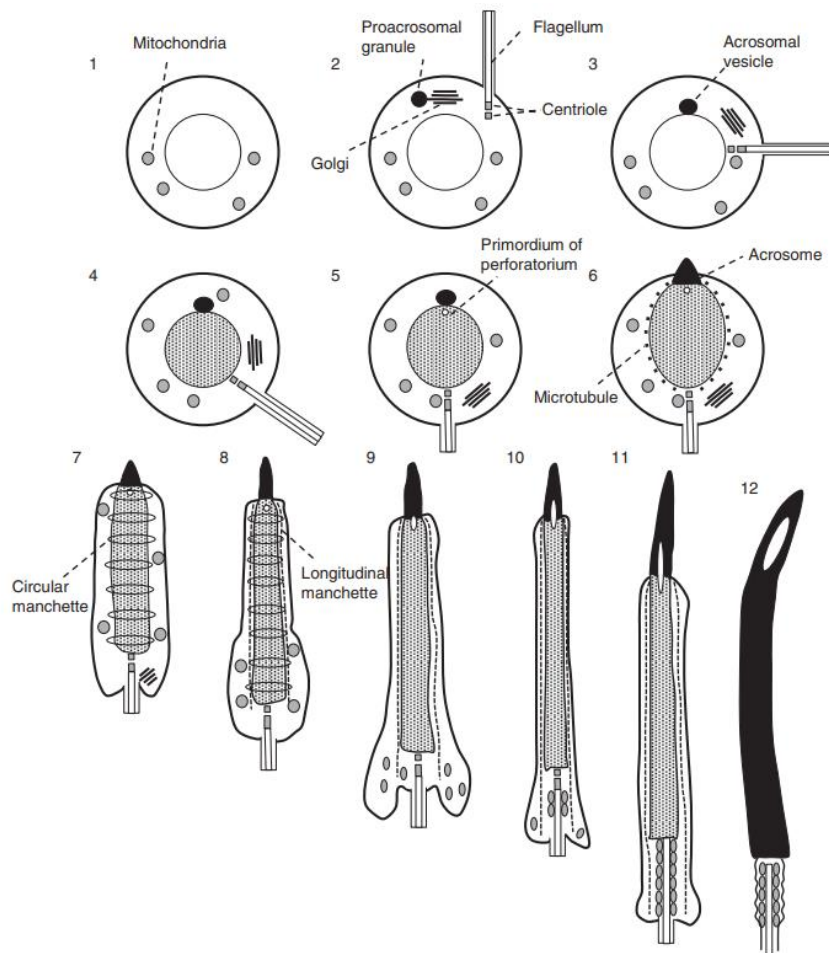 1
Mitochondria
2
Proacrosomal
granule
Flagellum
Centriole
Golgi
3
Acrosomal
vesicle
4
5
Primordium of
perforatorium
6
Acrosome
Microtubule
7
Circular
manchette
8
Longitudinal
manchette
9
10
11
12